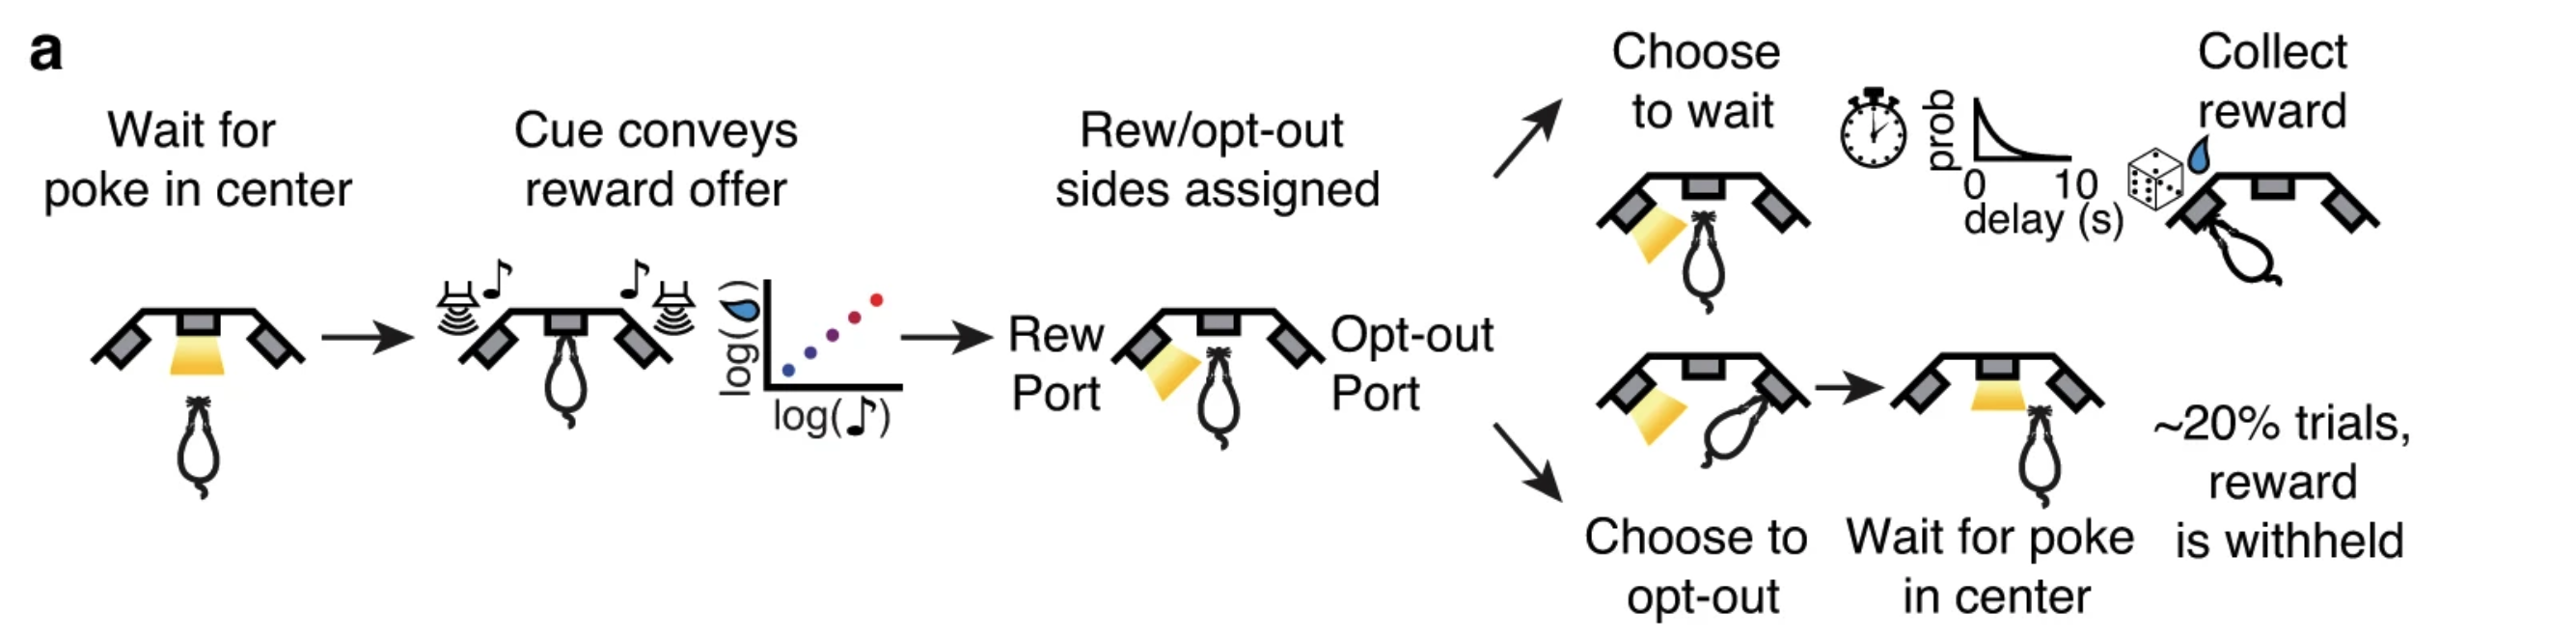 a
Wait for
poke in center
Cue conveys
reward offer
log(💧)
log(♪)
Rew/opt-out
sides assigned
Rew
Port
Opt-out
Port
Choose
to wait
prob
0 10
delay (s)
Collect
reward
Choose to
opt-out
Wait for poke
in center
~20% trials,
reward
is withheld